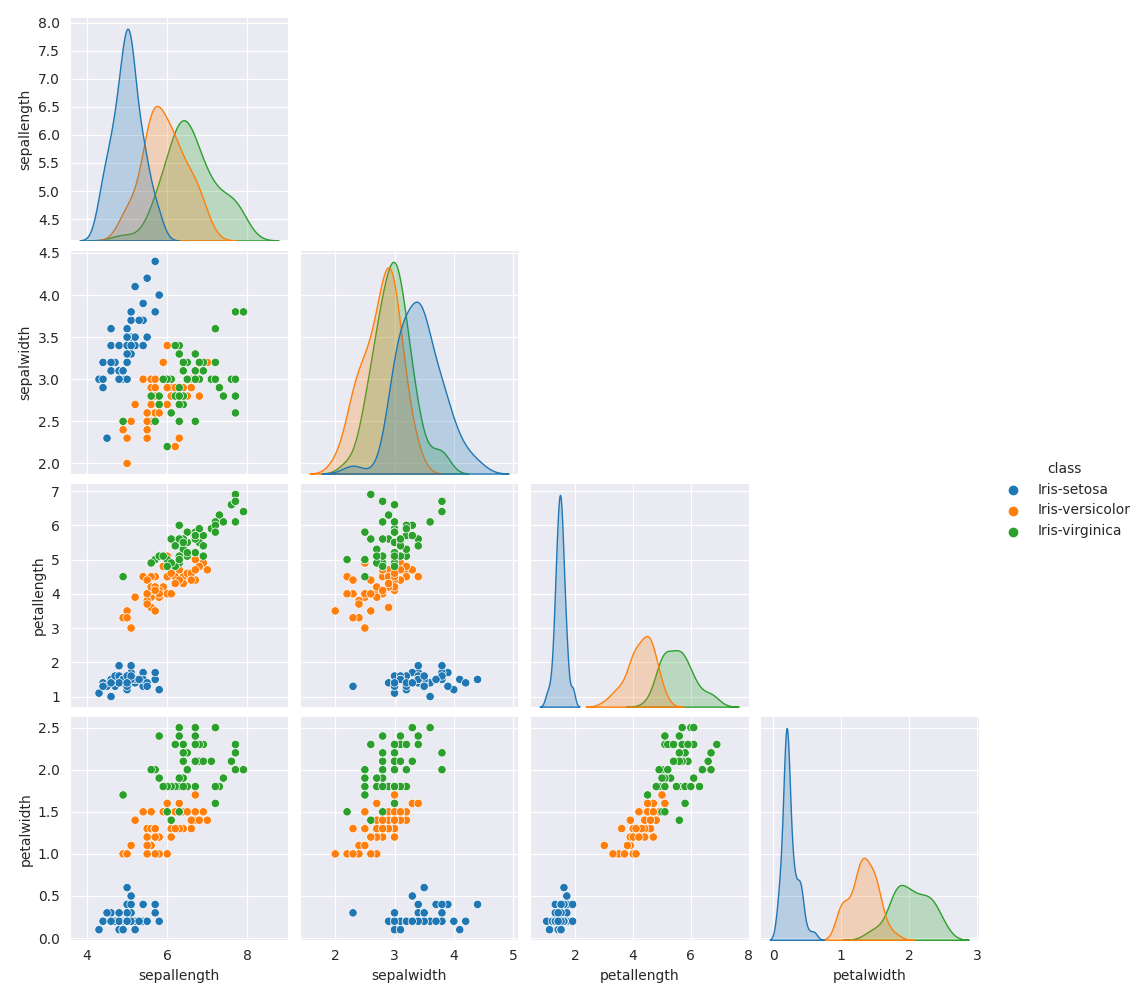 8.0
7.5
7.0
6.5
6.0
5.5
5.0
4.5
sepallength
4.5
4.0
3.5
3.0
2.5
2.0
sepalwidth
7
6
5
4
3
2
1
petallength
2.5
2.0
1.5
1.0
0.5
0.0
petalwidth
4 6 8
sepallength
2 3 4 5
sepalwidth
2 4 6 8
petallength
0 1 2 3
petalwidth
class
Iris-setosa
Iris-versicolor
Iris-virginica